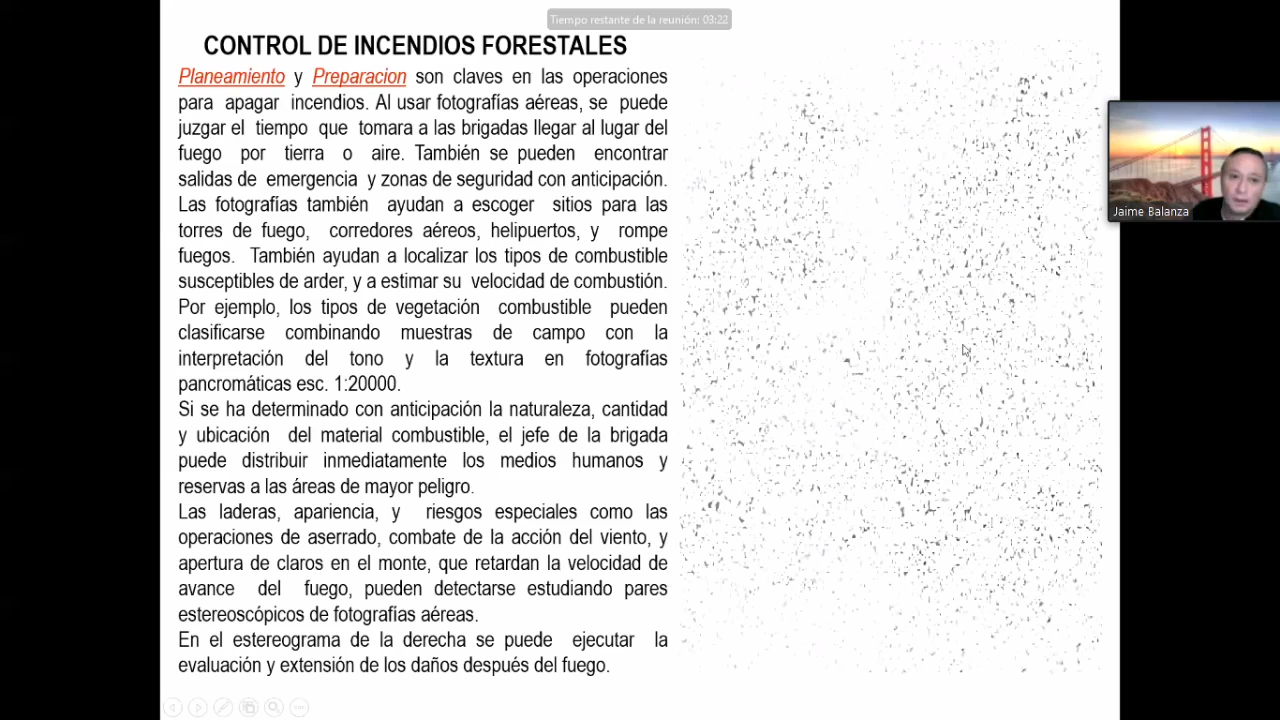 Tiempo restante de la reunión: 03:22
CONTROL DE INCENDIOS FORESTALES
Planeamiento y Preparacion son claves en las operaciones
para apagar incendios. Al usar fotografías aéreas, se puede
juzgar el tiempo que tomara a las brigadas llegar al lugar del
fuego por tierra o aire. También se pueden encontrar
salidas de emergencia y zonas de seguridad con anticipación.
Las fotografías también ayudan a escoger sitios para las
torres de fuego, corredores aéreos, helipuertos, y rompe
fuegos. También ayudan a localizar los tipos de combustible
susceptibles de arder, y a estimar su velocidad de combustión.
Por ejemplo, los tipos de vegetación combustible pueden
clasificarse combinando muestras de campo con la
interpretación del tono y la textura en fotografías
pancromáticas esc. 1:20000.
Si se ha determinado con anticipación la naturaleza, cantidad
y ubicación del material combustible, el jefe de la brigada
puede distribuir inmediatamente los medios humanos y
reservas a las áreas de mayor peligro.
Las laderas, apariencia, y riesgos especiales como las
operaciones de aserrado, combate de la acción del viento, y
apertura de claros en el monte, que retardan la velocidad de
avance del fuego, pueden detectarse estudiando pares
estereoscópicos de fotografías aéreas.
En el estereograma de la derecha se puede ejecutar la
evaluación y extensión de los daños después del fuego.
Jaime Balanza